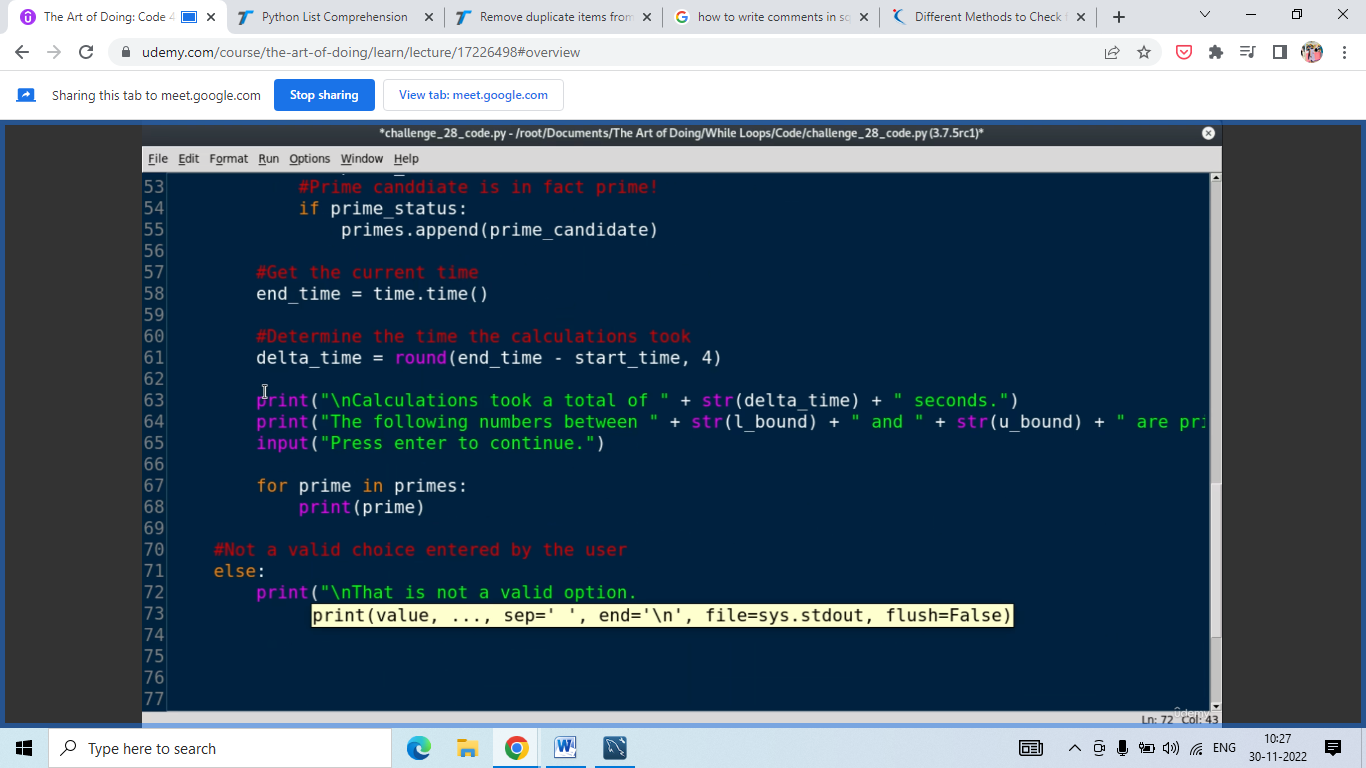 The Art of Doing: Code 4
Python List Comprehension
Remove duplicate items from
how to write comments in sq
Different Methods to Check f
udemy.com/course/the-art-of-doing/learn/lecture/17226498#overview
Sharing this tab to meet.google.com
Stop sharing
View tab: meet.google.com
*challenge_28_code.py - /root/Documents/The Art of Doing/While Loops/Code/challenge_28_code.py (3.7.5rc1)*
File Edit Format Run Options Window Help
53 #Prime canddiate is in fact prime!
54 if prime_status:
55 primes.append(prime_candidate)
56
57 #Get the current time
58 end_time = time.time()
59
60 #Determine the time the calculations took
61 delta_time = round(end_time - start_time, 4)
62
63 print("\nCalculations took a total of " + str(delta_time) + " seconds.")
64 print("The following numbers between " + str(l_bound) + " and " + str(u_bound) + " are pri
65 input("Press enter to continue.")
66
67 for prime in primes:
68 print(prime)
69
70 #Not a valid choice entered by the user
71 else:
72 print("\nThat is not a valid option.
73 print(value, ..., sep=' ', end='\n', file=sys.stdout, flush=False)
74
75
76
77
Udemy
Ln: 72 Col: 43
Type here to search
ENG
10:27
30-11-2022